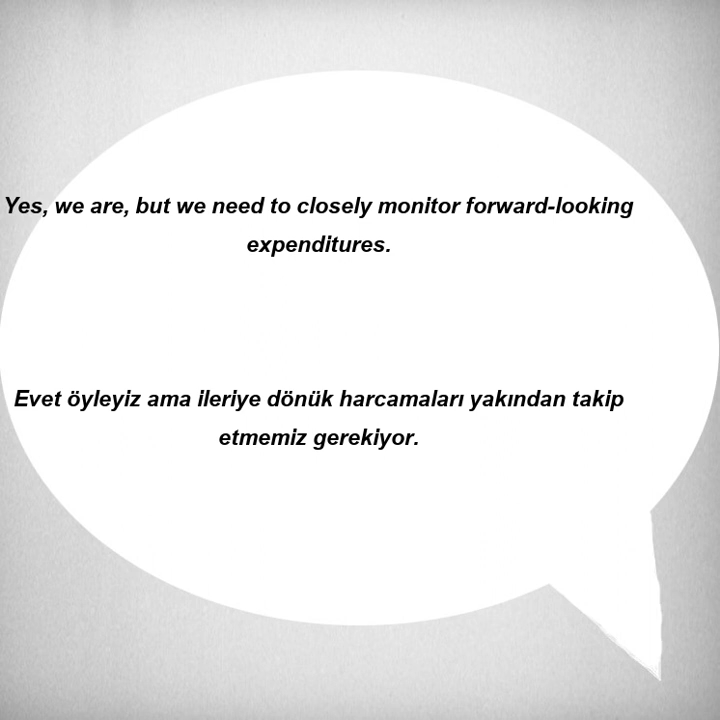 Yes, we are, but we need to closely monitor forward-looking
expenditures.
Evet öyleyiz ama ileriye dönük harcamaları yakından takip
etmemiz gerekiyor.